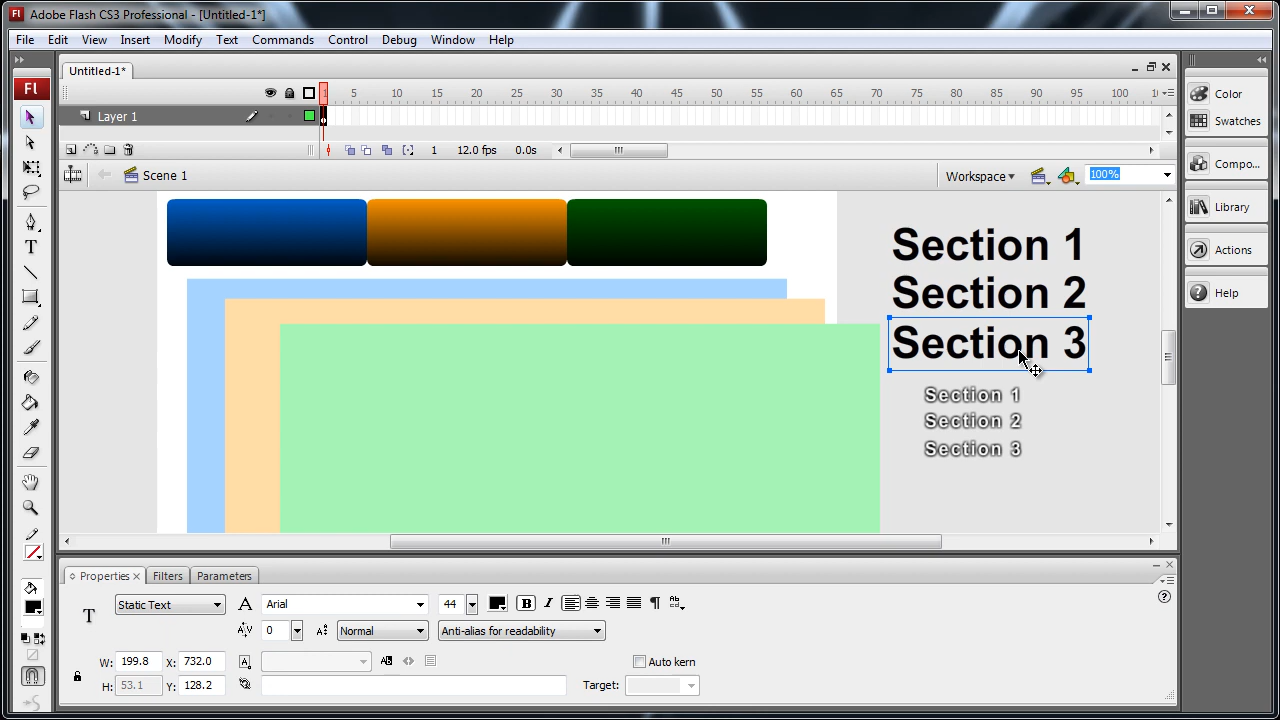 Adobe Flash CS3 Professional - [Untitled-1*]
File Edit View Insert Modify Text Commands Control Debug Window Help
Untitled-1*
1 5 10 15 20 25 30 35 40 45 50 55 60 65 70 75 80 85 90 95 100
Layer 1
1 12.0 fps 0.0s
Scene 1
Workspace
100%
Section 1
Section 2
Section 3
Section 1
Section 2
Section 3
Fl
Color
Swatches
Compo...
Library
Actions
Help
Properties × Filters Parameters
Static Text Arial 44
0 Normal Anti-alias for readability
W: 199.8 X: 732.0 Auto kern
H: 53.1 Y: 128.2 Target: